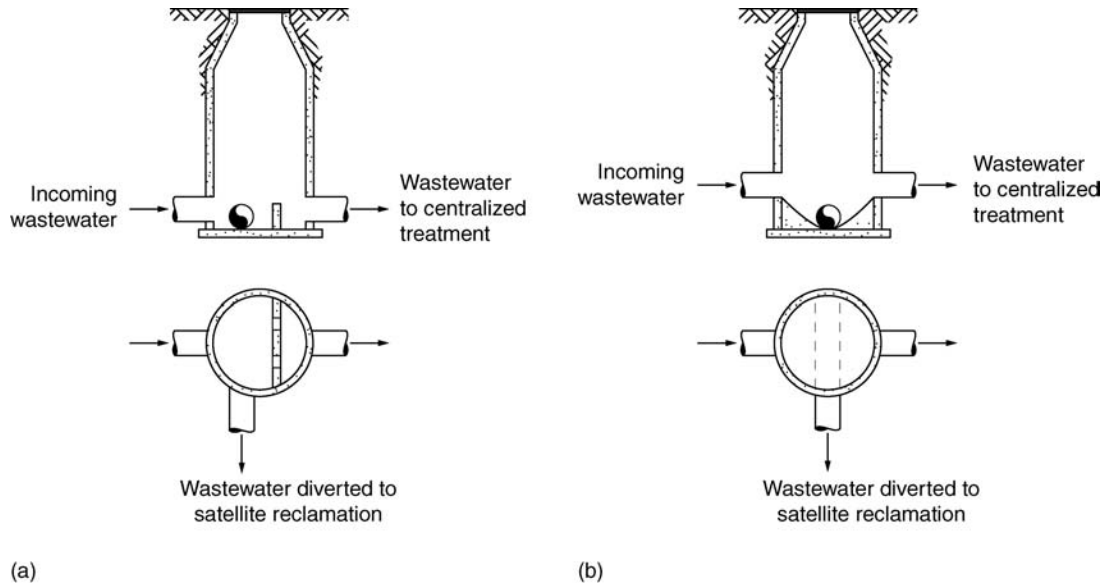 Incoming
wastewater
Wastewater
to centralized
treatment
Wastewater diverted to
satellite reclamation
(a)
Incoming
wastewater
Wastewater
to centralized
treatment
Wastewater diverted to
satellite reclamation
(b)